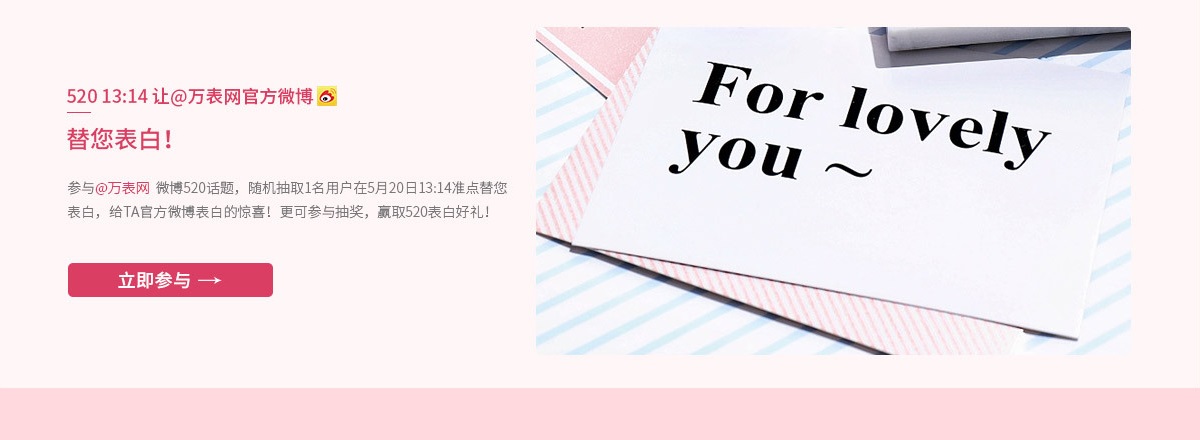 520 13:14 让@万表网官方微博
替您表白！
参与@万表网 微博520话题，随机抽取1名用户在5月20日13:14准点替您
表白，给TA官方微博表白的惊喜！更可参与抽奖，赢取520表白好礼！
立即参与 →
For lovely
you ~